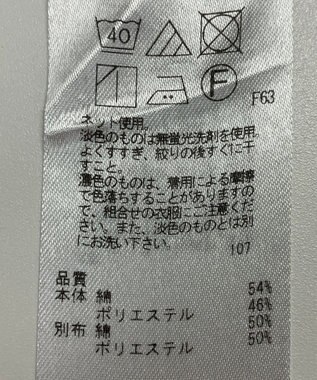 40
F
F63
ネット使用。
淡色のものは無蛍光洗剤を使用。
よくすすぎ、絞りの後すぐに干
すこと。
濃色のものは、着用による摩擦
で色落ちすることがありますの
で、組合せの衣服にご注意くだ
さい。また、淡色のものとは別
にお洗い下さい。
107
品質
本体 綿 54%
ポリエステル 46%
別布 綿 50%
ポリエステル 50%